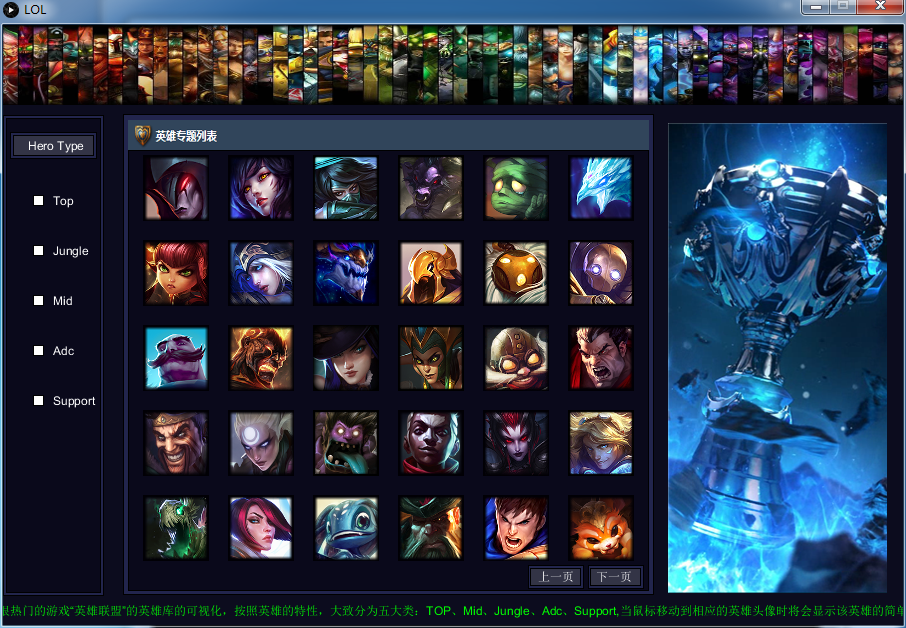 LOL
Hero Type
英雄专题列表
Top
Jungle
Mid
Adc
Support
上一页 下一页
热门的游戏“英雄联盟”的英雄库的可视化，按照英雄的特性，大致分为五大类：TOP、Mid、Jungle、Adc、Support,当鼠标移动到相应的英雄头像时将会显示该英雄的简